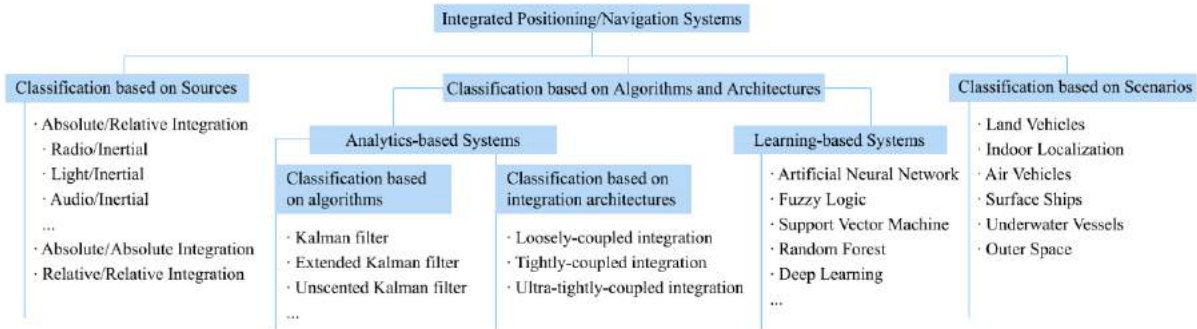 Integrated Positioning/Navigation Systems
Classification based on Sources
· Absolute/Relative Integration
· Radio/Inertial
· Light/Inertial
· Audio/Inertial
...
· Absolute/Absolute Integration
· Relative/Relative Integration
Classification based on Algorithms and Architectures
Analytics-based Systems
Classification based
on algorithms
· Kalman filter
· Extended Kalman filter
· Unscented Kalman filter
...
Classification based on
integration architectures
· Loosely-coupled integration
· Tightly-coupled integration
· Ultra-tightly-coupled integration
Learning-based Systems
· Artificial Neural Network
· Fuzzy Logic
· Support Vector Machine
· Random Forest
· Deep Learning
...
Classification based on Scenarios
· Land Vehicles
· Indoor Localization
· Air Vehicles
· Surface Ships
· Underwater Vessels
· Outer Space